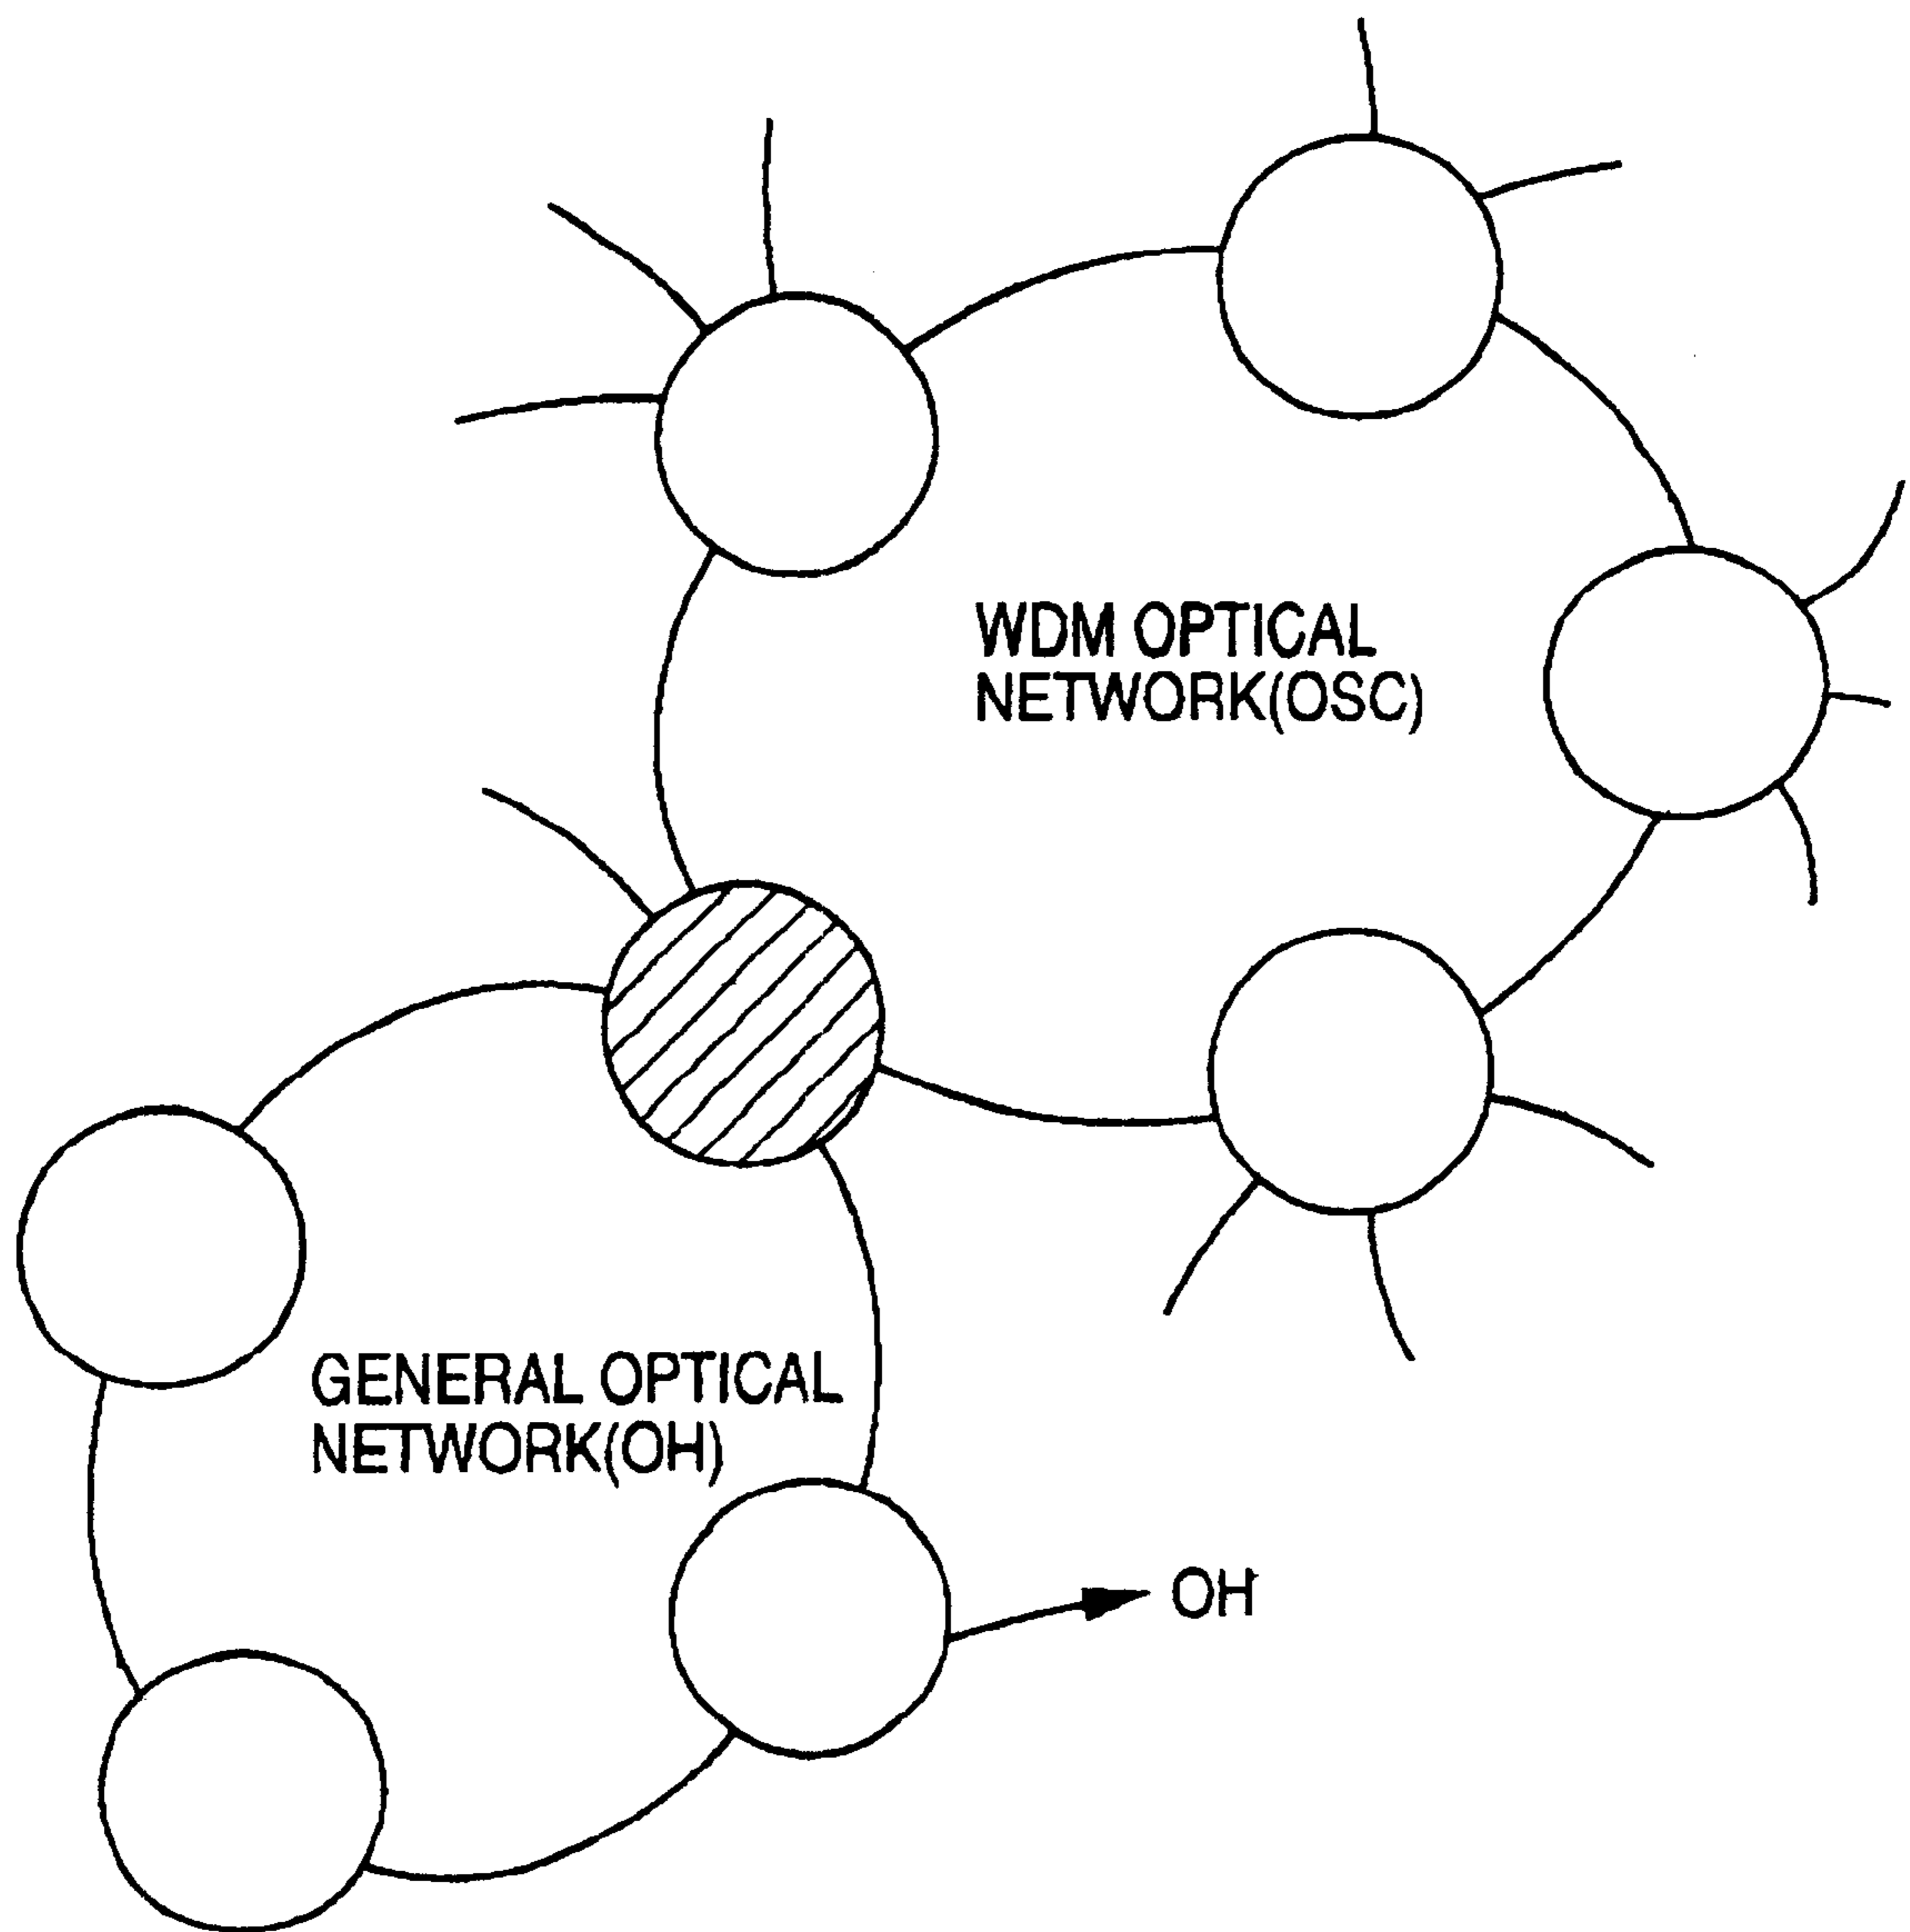 WDM OPTICAL
NETWORK(OSC)
GENERAL OPTICAL
NETWORK(OH)
OH